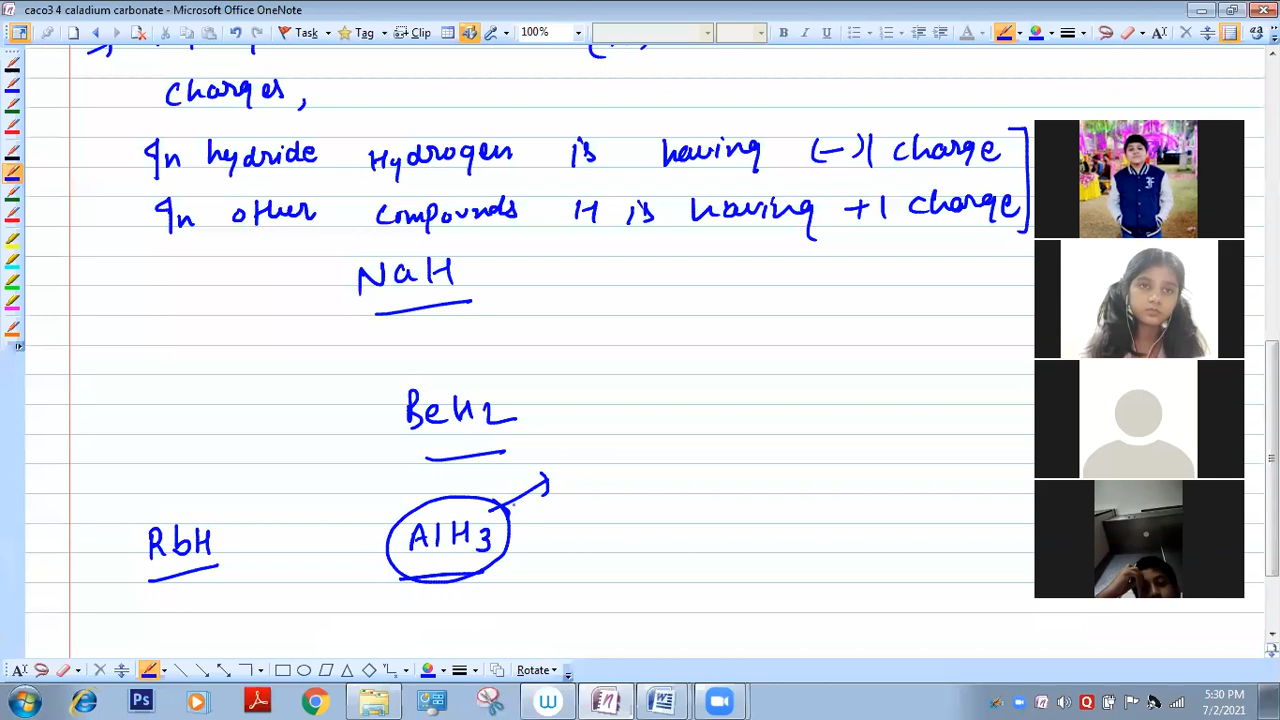 caco3 4 caladium carbonate - Microsoft Office OneNote
Task Tag Clip 100% B I U
charges,
In hydride Hydrogen is having (-)1 charge
In other compounds H is having +1 charge
NaH
BeH2
AlH3
RbH
Rotate
5:30 PM
7/2/2021